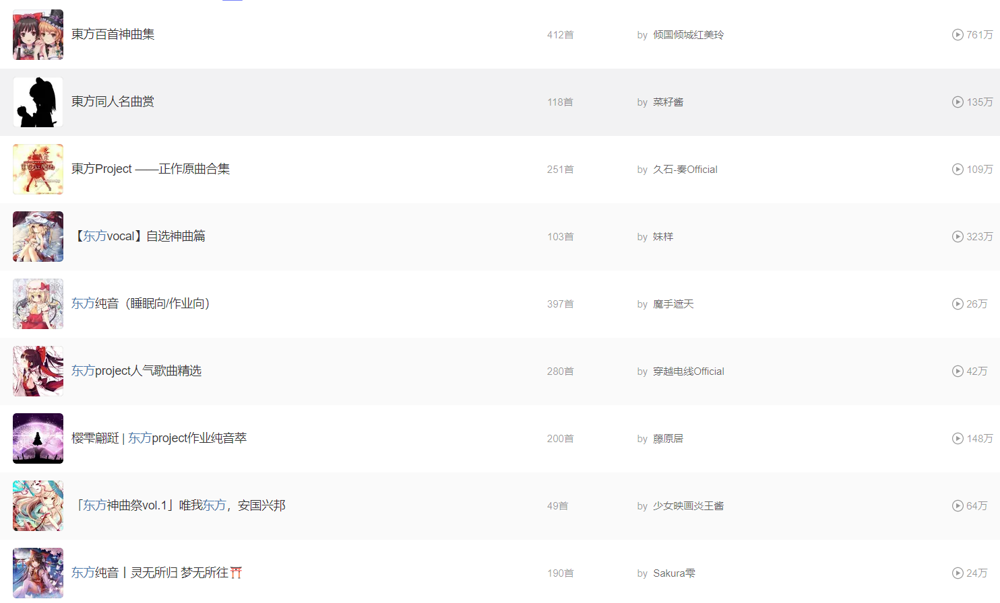 東方百首神曲集 412首 by 倾国倾城红美玲 761万
東方同人名曲赏 118首 by 菜籽酱 135万
東方Project ——正作原曲合集 251首 by 久石-奏Official 109万
【东方vocal】自选神曲篇 103首 by 妹样 323万
东方纯音（睡眠向/作业向） 397首 by 魔手遮天 26万
东方project人气歌曲精选 280首 by 穿越电线Official 42万
樱雫翩跹 | 东方project作业纯音萃 200首 by 藤原居 148万
「东方神曲祭vol.1」唯我东方，安国兴邦 49首 by 少女映画炎王酱 64万
东方纯音丨灵无所归 梦无所往⛩️ 190首 by Sakura雫 24万